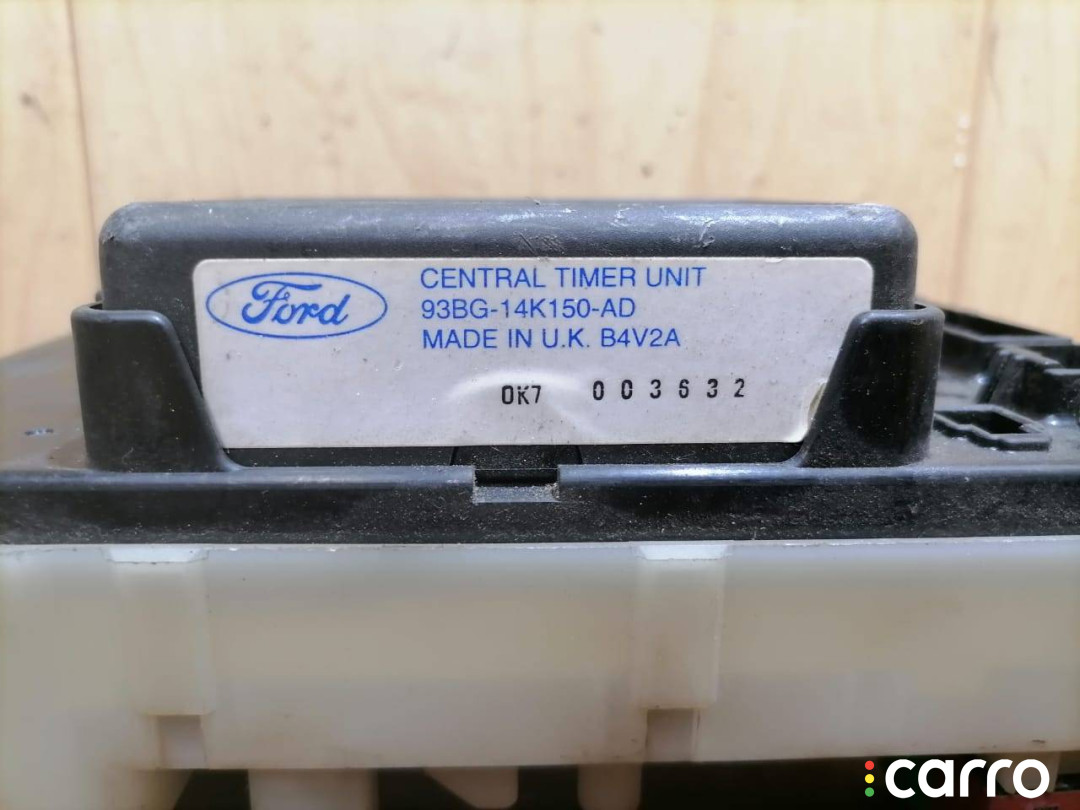 Ford
CENTRAL TIMER UNIT
93BG-14K150-AD
MADE IN U.K. B4V2A
0K7 003632
carro